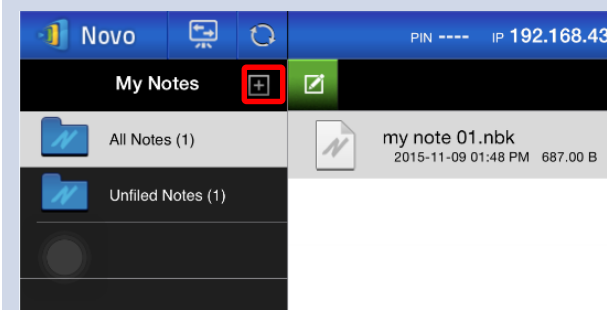 Novo
PIN ---- IP 192.168.43
My Notes
All Notes (1)
my note 01.nbk
2015-11-09 01:48 PM 687.00 B
Unfiled Notes (1)